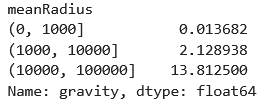 meanRadius
(0, 1000] 0.013682
(1000, 10000] 2.128938
(10000, 100000] 13.812500
Name: gravity, dtype: float64